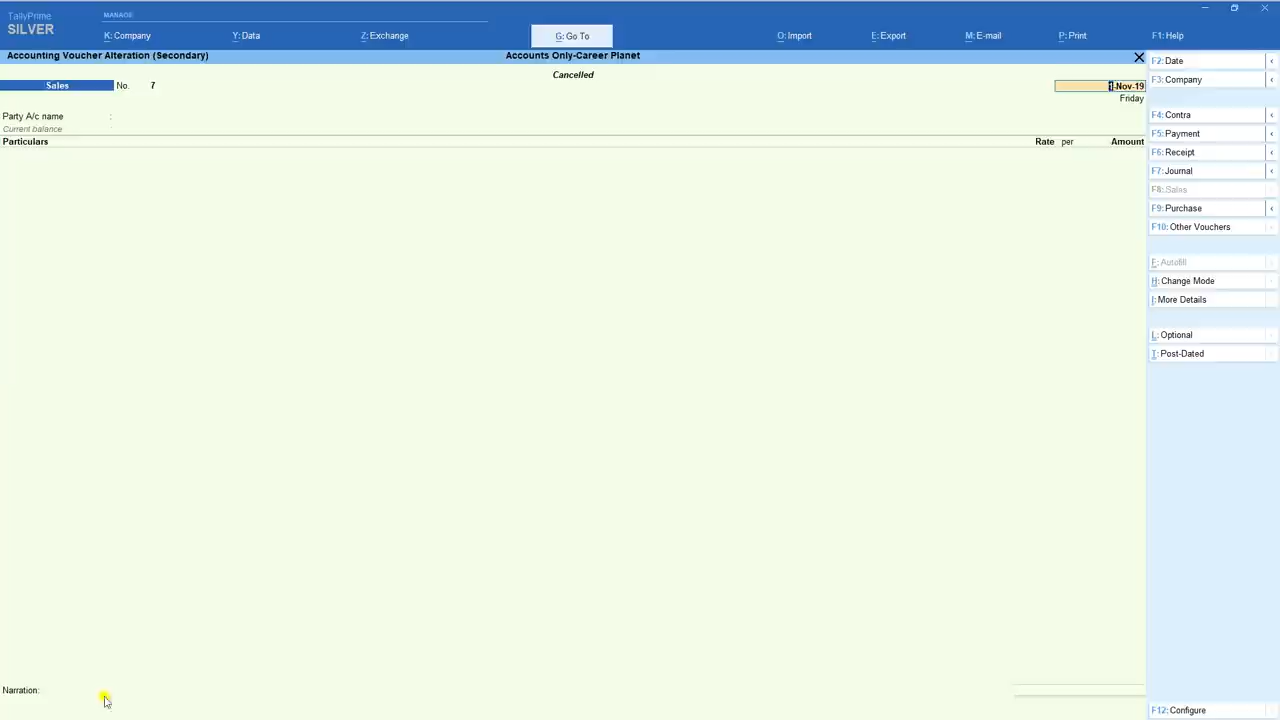 TallyPrime
SILVER
MANAGE
K: Company
Y: Data
Z: Exchange
G: Go To
O: Import
E: Export
M: E-mail
P: Print
F1: Help
Accounting Voucher Alteration (Secondary)
Accounts Only-Career Planet
Cancelled
Sales No. 7
1-Nov-19
Friday
Party A/c name :
Current balance :
Particulars
Rate per
Amount
Narration:
F2: Date
F3: Company
F4: Contra
F5: Payment
F6: Receipt
F7: Journal
F8: Sales
F9: Purchase
F10: Other Vouchers
F: Autofill
H: Change Mode
I: More Details
L: Optional
T: Post-Dated
F12: Configure